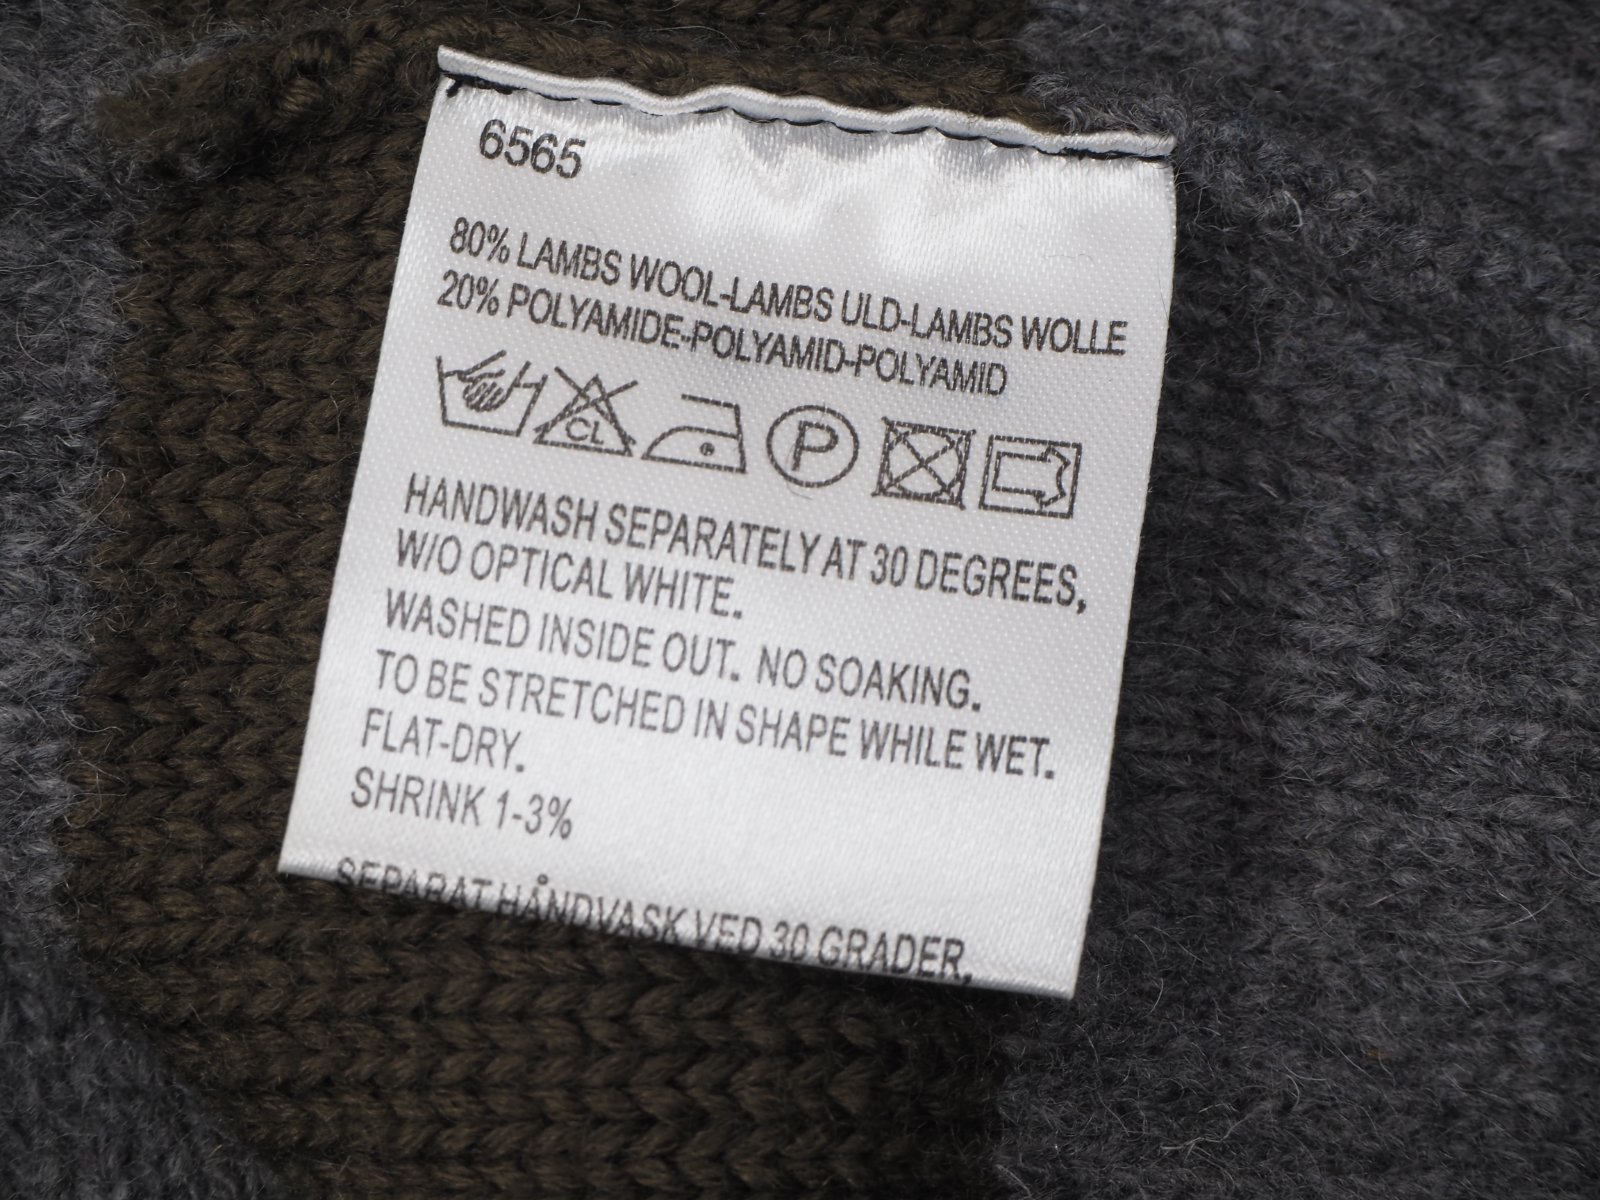 6565
80% LAMBS WOOL-LAMBS ULD-LAMBS WOLLE
20% POLYAMIDE-POLYAMID-POLYAMID
CL P
HANDWASH SEPARATELY AT 30 DEGREES,
W/O OPTICAL WHITE.
WASHED INSIDE OUT. NO SOAKING.
TO BE STRETCHED IN SHAPE WHILE WET.
FLAT-DRY.
SHRINK 1-3%
SEPARAT HÅNDVASK VED 30 GRADER,